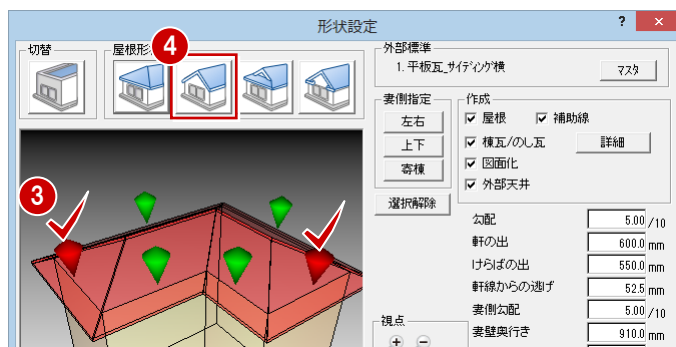 形状設定
? ×
切替
屋根形
4
外部標準
1. 平板瓦_サイディング横
マスタ
妻側指定
左右
上下
寄棟
選択解除
作成
屋根 補助線
棟瓦/のし瓦 詳細
図面化
外部天井
3
勾配 5.00 /10
軒の出 600.0 mm
けらばの出 550.0 mm
軒線からの逃げ 52.5 mm
妻側勾配 5.00 /10
妻壁奥行き 910.0 mm
視点
+ -